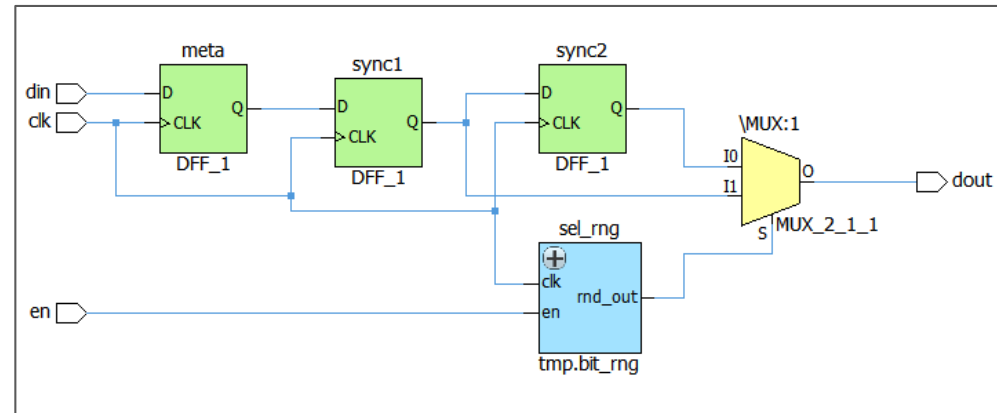 meta
sync1
sync2
din
clk
D
Q
CLK
DFF_1
D
Q
CLK
DFF_1
D
Q
CLK
DFF_1
\MUX:1
I0
I1
O
S
MUX_2_1_1
dout
sel_rng
clk
rnd_out
en
en
tmp.bit_rng